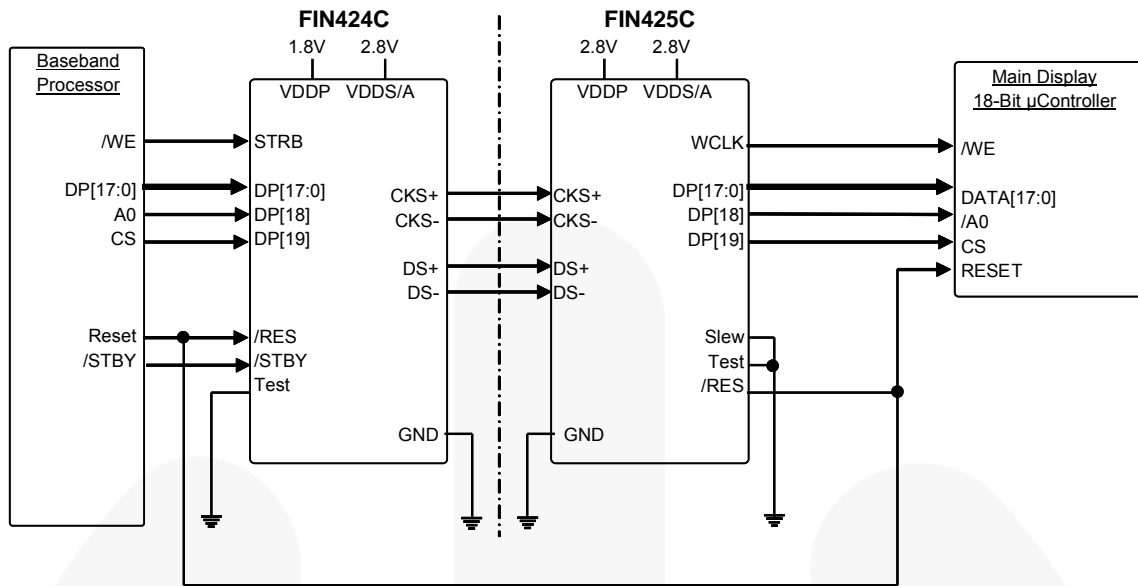 FIN424C
FIN425C
1.8V 2.8V
2.8V 2.8V
Baseband
Processor
VDDP VDDS/A
VDDP VDDS/A
Main Display
18-Bit µController
/WE
STRB
WCLK
/WE
DP[17:0]
DP[17:0]
CKS+
CKS+
DP[17:0]
DATA[17:0]
A0
DP[18]
CKS-
CKS-
DP[18]
/A0
CS
DP[19]
DP[19]
CS
DS+
DS+
RESET
DS-
DS-
Reset
/RES
Slew
/STBY
/STBY
Test
Test
/RES
GND
GND